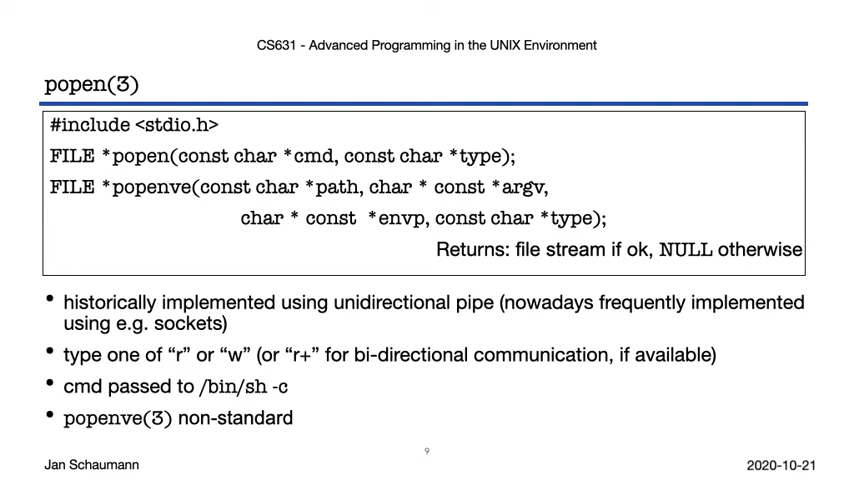 CS631 - Advanced Programming in the UNIX Environment
popen(3)
#include <stdio.h>
FILE *popen(const char *cmd, const char *type);
FILE *popenve(const char *path, char * const *argv,
char * const *envp, const char *type);
Returns: file stream if ok, NULL otherwise
• historically implemented using unidirectional pipe (nowadays frequently implemented
using e.g. sockets)
• type one of “r” or “w” (or “r+” for bi-directional communication, if available)
• cmd passed to /bin/sh -c
• popenve(3) non-standard
9
Jan Schaumann
2020-10-21